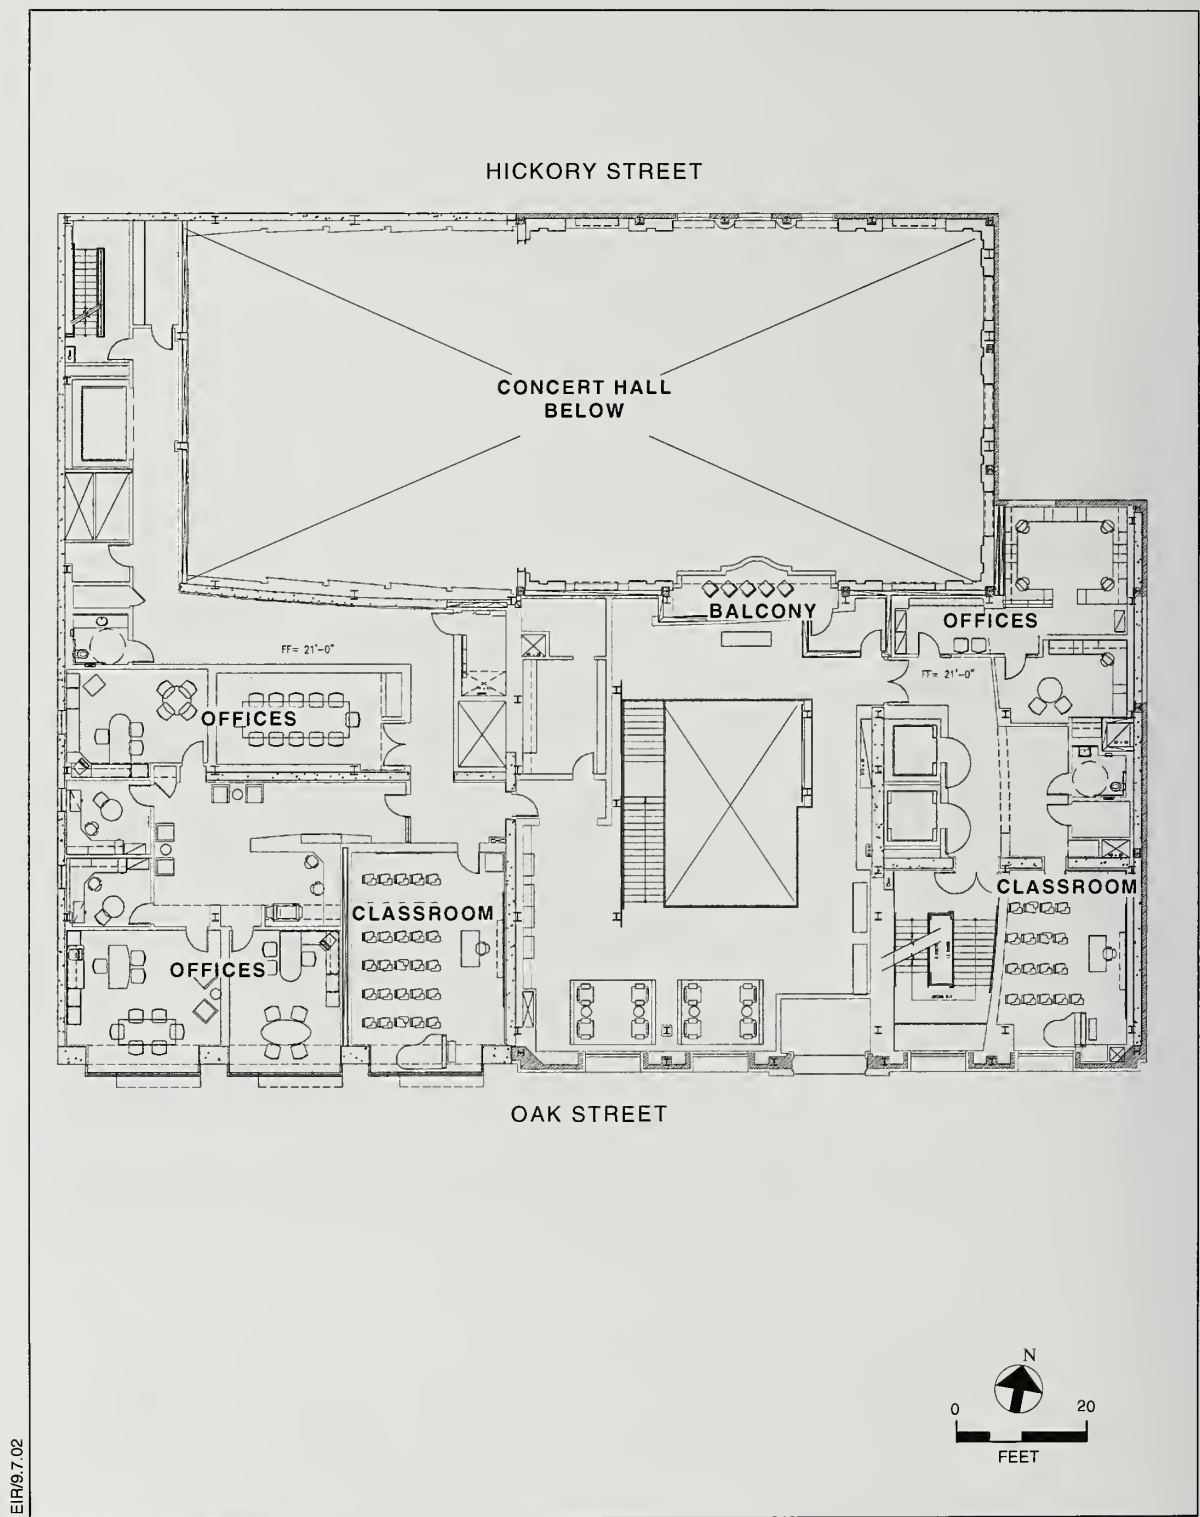 HICKORY STREET
CONCERT HALL
BELOW
BALCONY
OFFICES
FF= 21'-0"
FF= 21'-0"
OFFICES
CLASSROOM
CLASSROOM
OFFICES
OAK STREET
N
0
20
FEET
EIR/9.7.02